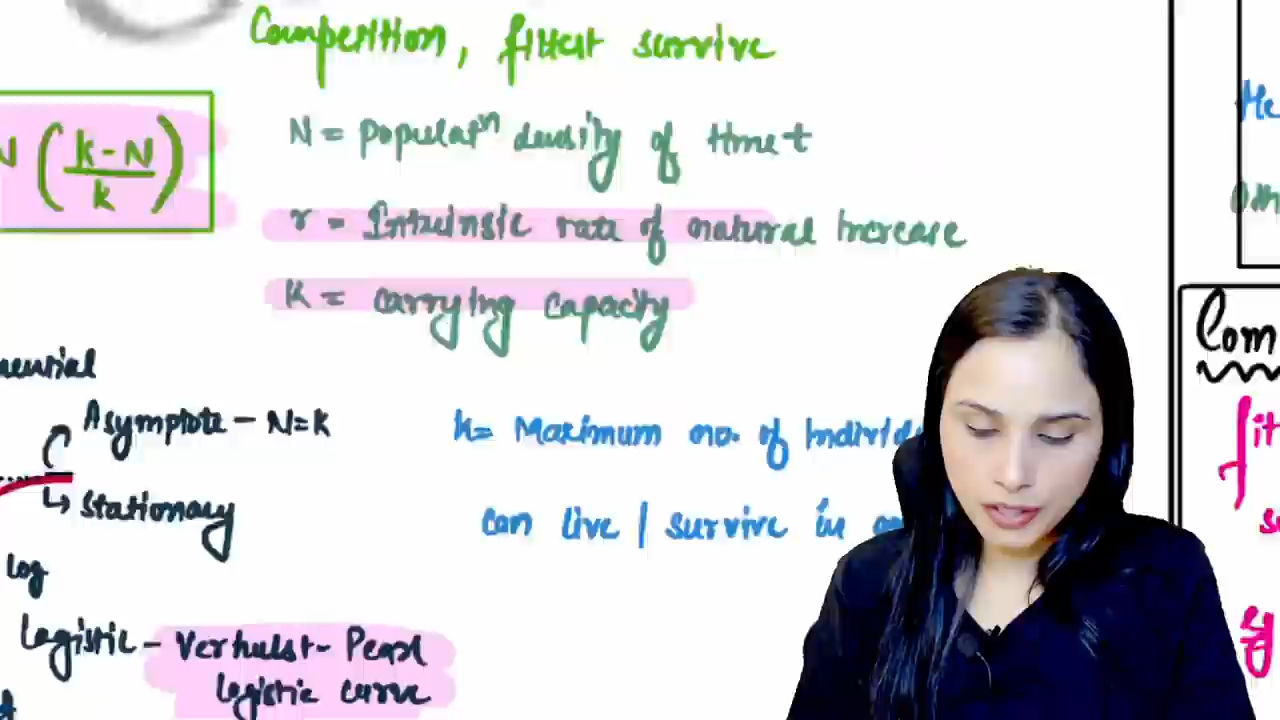 Competition, fittest survive
N (k-N / k)
N = populatⁿ density of time t
r = Intrinsic rate of natural increase
K = carrying capacity
Asymptote - N=K
k= Maximum no. of
can live / survive in
Stationary
log
logistic - Verhulst- Pearl
logistic curve
Com
fit